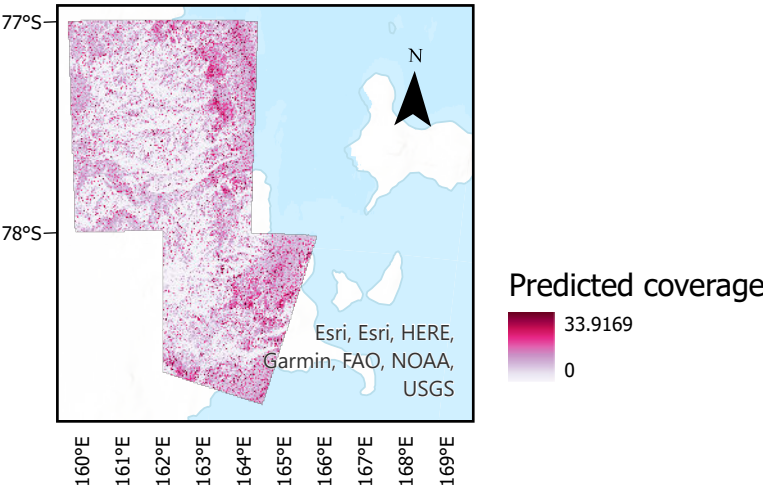 77°S
N
78°S
Esri, Esri, HERE,
Garmin, FAO, NOAA,
USGS
Predicted coverage
33.9169
0
160°E
161°E
162°E
163°E
164°E
165°E
166°E
167°E
168°E
169°E